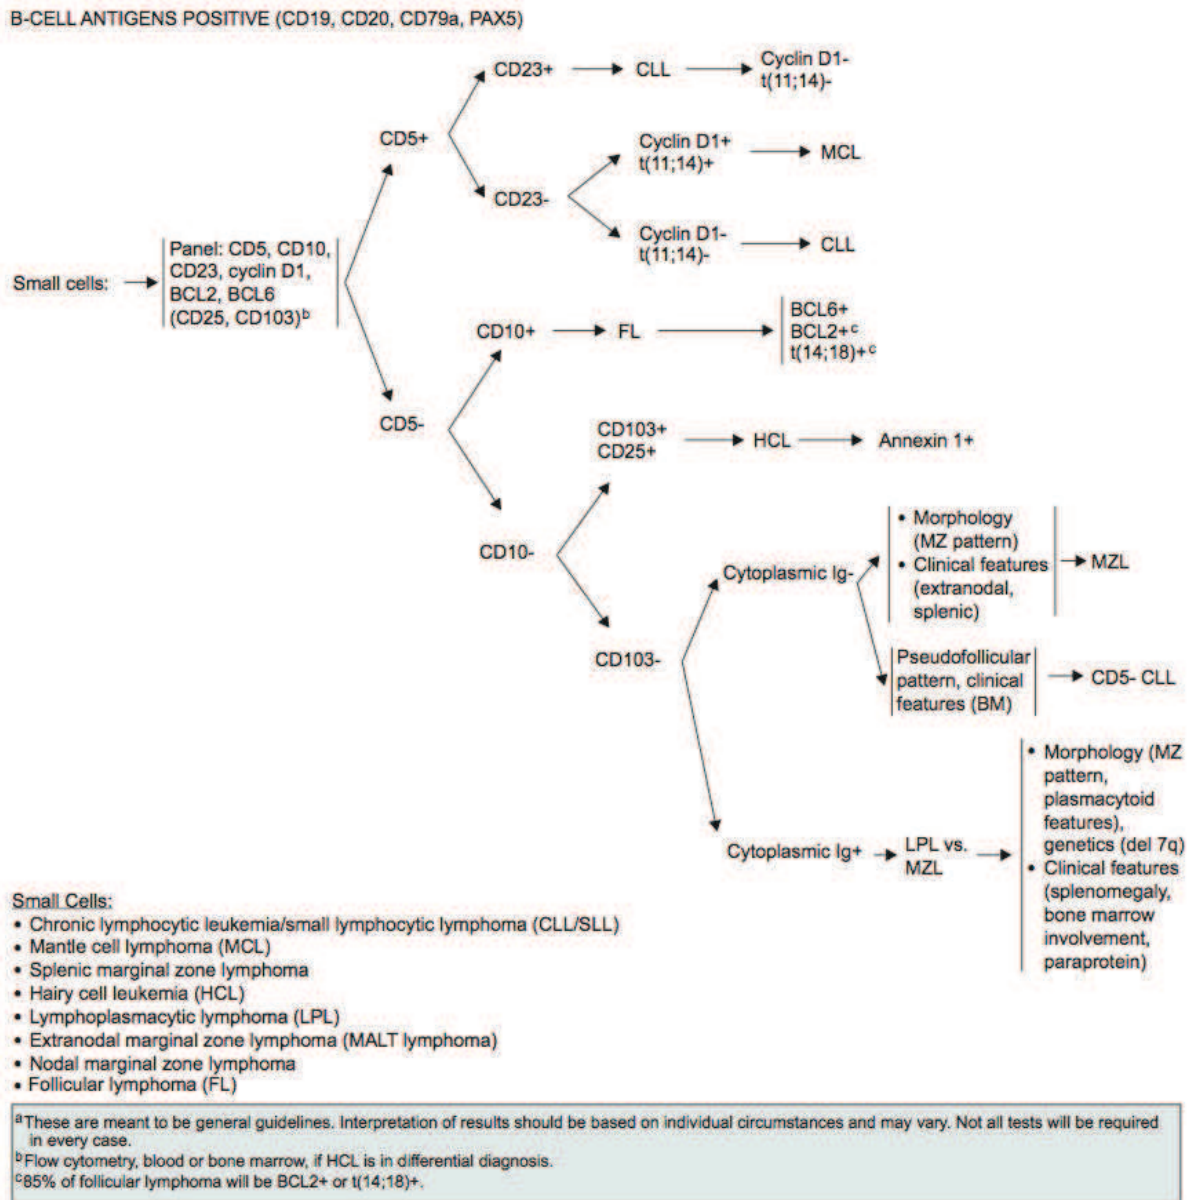 B-CELL ANTIGENS POSITIVE (CD19, CD20, CD79a, PAX5)
CD23+
CLL
Cyclin D1-
t(11;14)-
CD5+
Cyclin D1+
t(11;14)+
MCL
CD23-
Cyclin D1-
t(11;14)-
CLL
Small cells:
Panel: CD5, CD10,
CD23, cyclin D1,
BCL2, BCL6
(CD25, CD103)b
CD10+
FL
BCL6+
BCL2+c
t(14;18)+c
CD5-
CD103+
CD25+
HCL
Annexin 1+
CD10-
Cytoplasmic Ig-
• Morphology
(MZ pattern)
• Clinical features
(extranodal,
splenic)
MZL
CD103-
Pseudofollicular
pattern, clinical
features (BM)
CD5- CLL
Cytoplasmic Ig+
LPL vs.
MZL
• Morphology (MZ
pattern,
plasmacytoid
features),
genetics (del 7q)
• Clinical features
(splenomegaly,
bone marrow
involvement,
paraprotein)
Small Cells:
• Chronic lymphocytic leukemia/small lymphocytic lymphoma (CLL/SLL)
• Mantle cell lymphoma (MCL)
• Splenic marginal zone lymphoma
• Hairy cell leukemia (HCL)
• Lymphoplasmacytic lymphoma (LPL)
• Extranodal marginal zone lymphoma (MALT lymphoma)
• Nodal marginal zone lymphoma
• Follicular lymphoma (FL)
a These are meant to be general guidelines. Interpretation of results should be based on individual circumstances and may vary. Not all tests will be required
in every case.
b Flow cytometry, blood or bone marrow, if HCL is in differential diagnosis.
c 85% of follicular lymphoma will be BCL2+ or t(14;18)+.